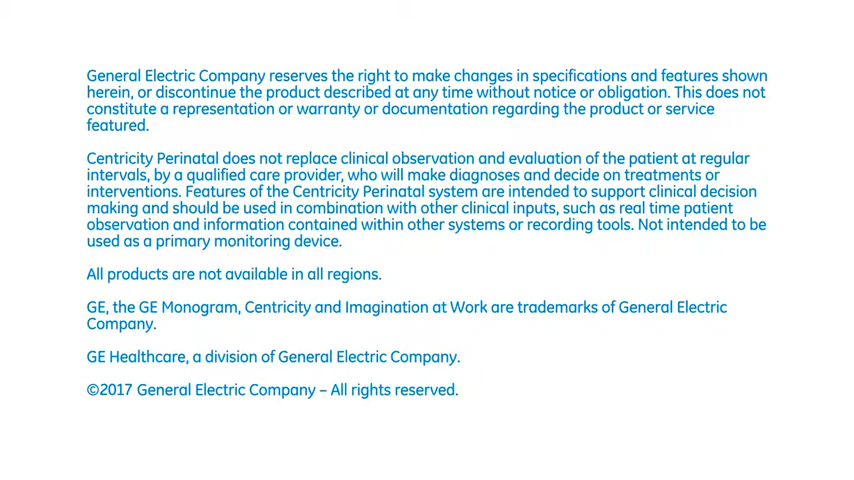 General Electric Company reserves the right to make changes in specifications and features shown
herein, or discontinue the product described at any time without notice or obligation. This does not
constitute a representation or warranty or documentation regarding the product or service
featured.
Centricity Perinatal does not replace clinical observation and evaluation of the patient at regular
intervals, by a qualified care provider, who will make diagnoses and decide on treatments or
interventions. Features of the Centricity Perinatal system are intended to support clinical decision
making and should be used in combination with other clinical inputs, such as real time patient
observation and information contained within other systems or recording tools. Not intended to be
used as a primary monitoring device.
All products are not available in all regions.
GE, the GE Monogram, Centricity and Imagination at Work are trademarks of General Electric
Company.
GE Healthcare, a division of General Electric Company.
©2017 General Electric Company – All rights reserved.